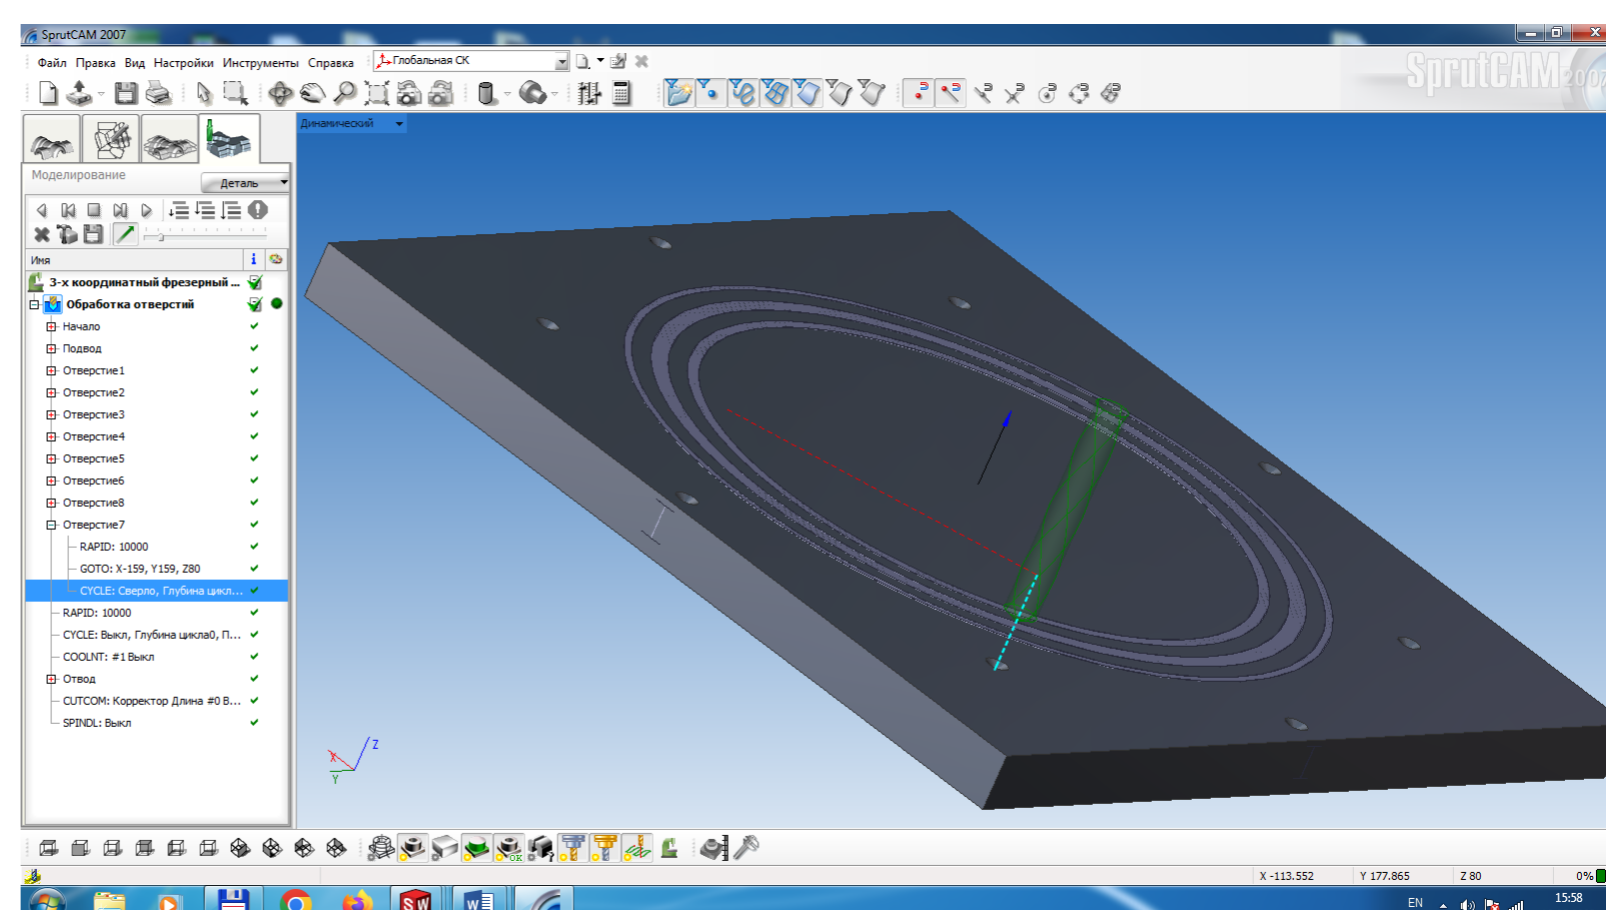 SprutCAM 2007
Файл Правка Вид Настройки Инструменты Справка Глобальная СК
SprutCAM 2007
Динамический
Моделирование
Деталь
Имя
3-х координатный фрезерный ...
Обработка отверстий
Начало
Подвод
Отверстие1
Отверстие2
Отверстие3
Отверстие4
Отверстие5
Отверстие6
Отверстие8
Отверстие7
RAPID: 10000
GOTO: X-159, Y159, Z80
CYCLE: Сверло, Глубина цикл...
RAPID: 10000
CYCLE: Выкл, Глубина цикла0, П...
COOLNT: #1 Выкл
Отвод
CUTCOM: Корректор Длина #0 В...
SPINDL: Выкл
Z
X
Y
OK
X -113.552 Y 177.865 Z 80 0%
SW W EN 15:58